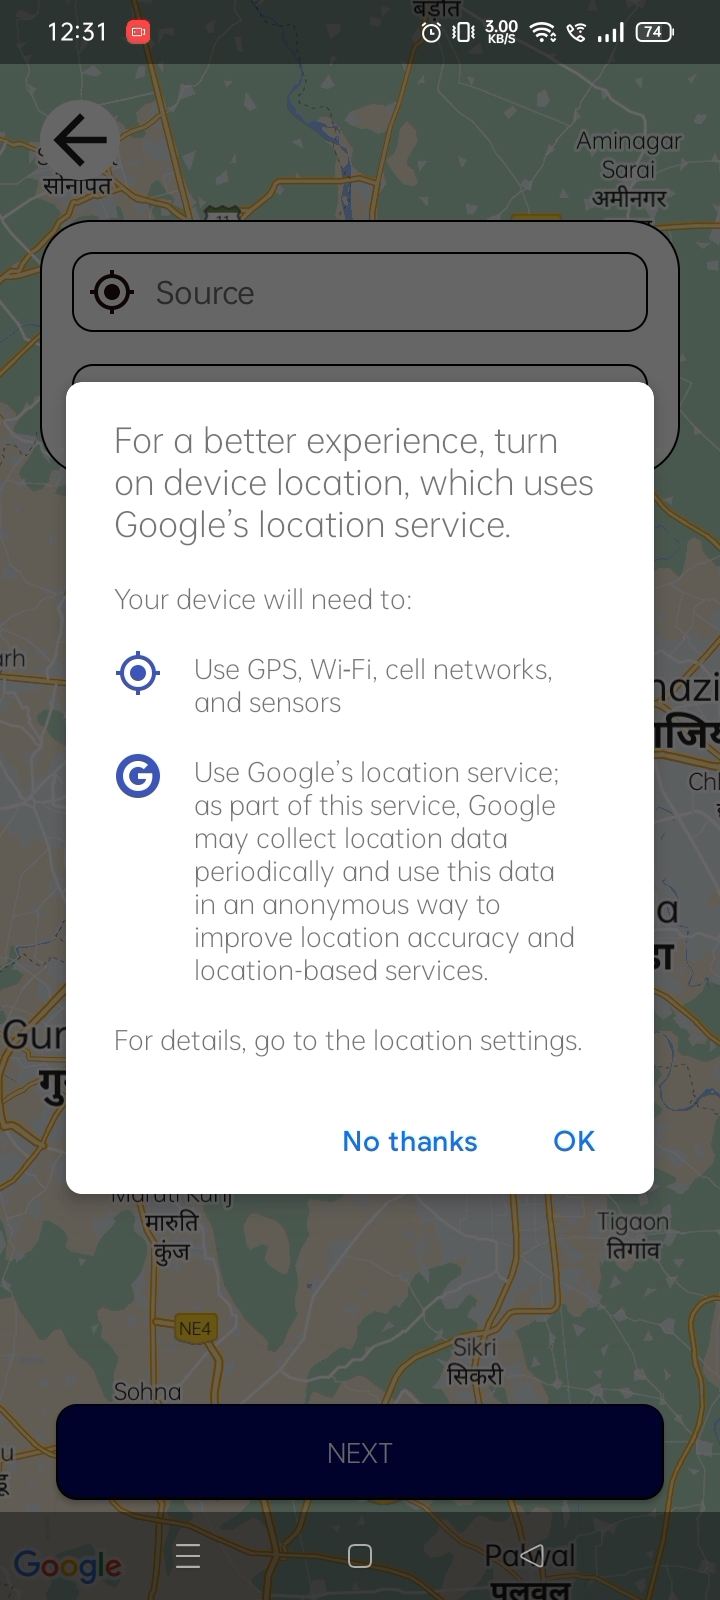 12:31
3.00
KB/S
74
बड़ौत
Aminagar
Sarai
अमीनगर
सोनीपत
11
Source
For a better experience, turn
on device location, which uses
Google's location service.
Your device will need to:
Use GPS, Wi-Fi, cell networks,
and sensors
Use Google's location service;
as part of this service, Google
may collect location data
periodically and use this data
in an anonymous way to
improve location accuracy and
location-based services.
For details, go to the location settings.
No thanks
OK
मारुति
कुंज
Tigaon
तिगांव
NE4
Sikri
सिकरी
Sohna
NEXT
Google
Palwal
पलवल